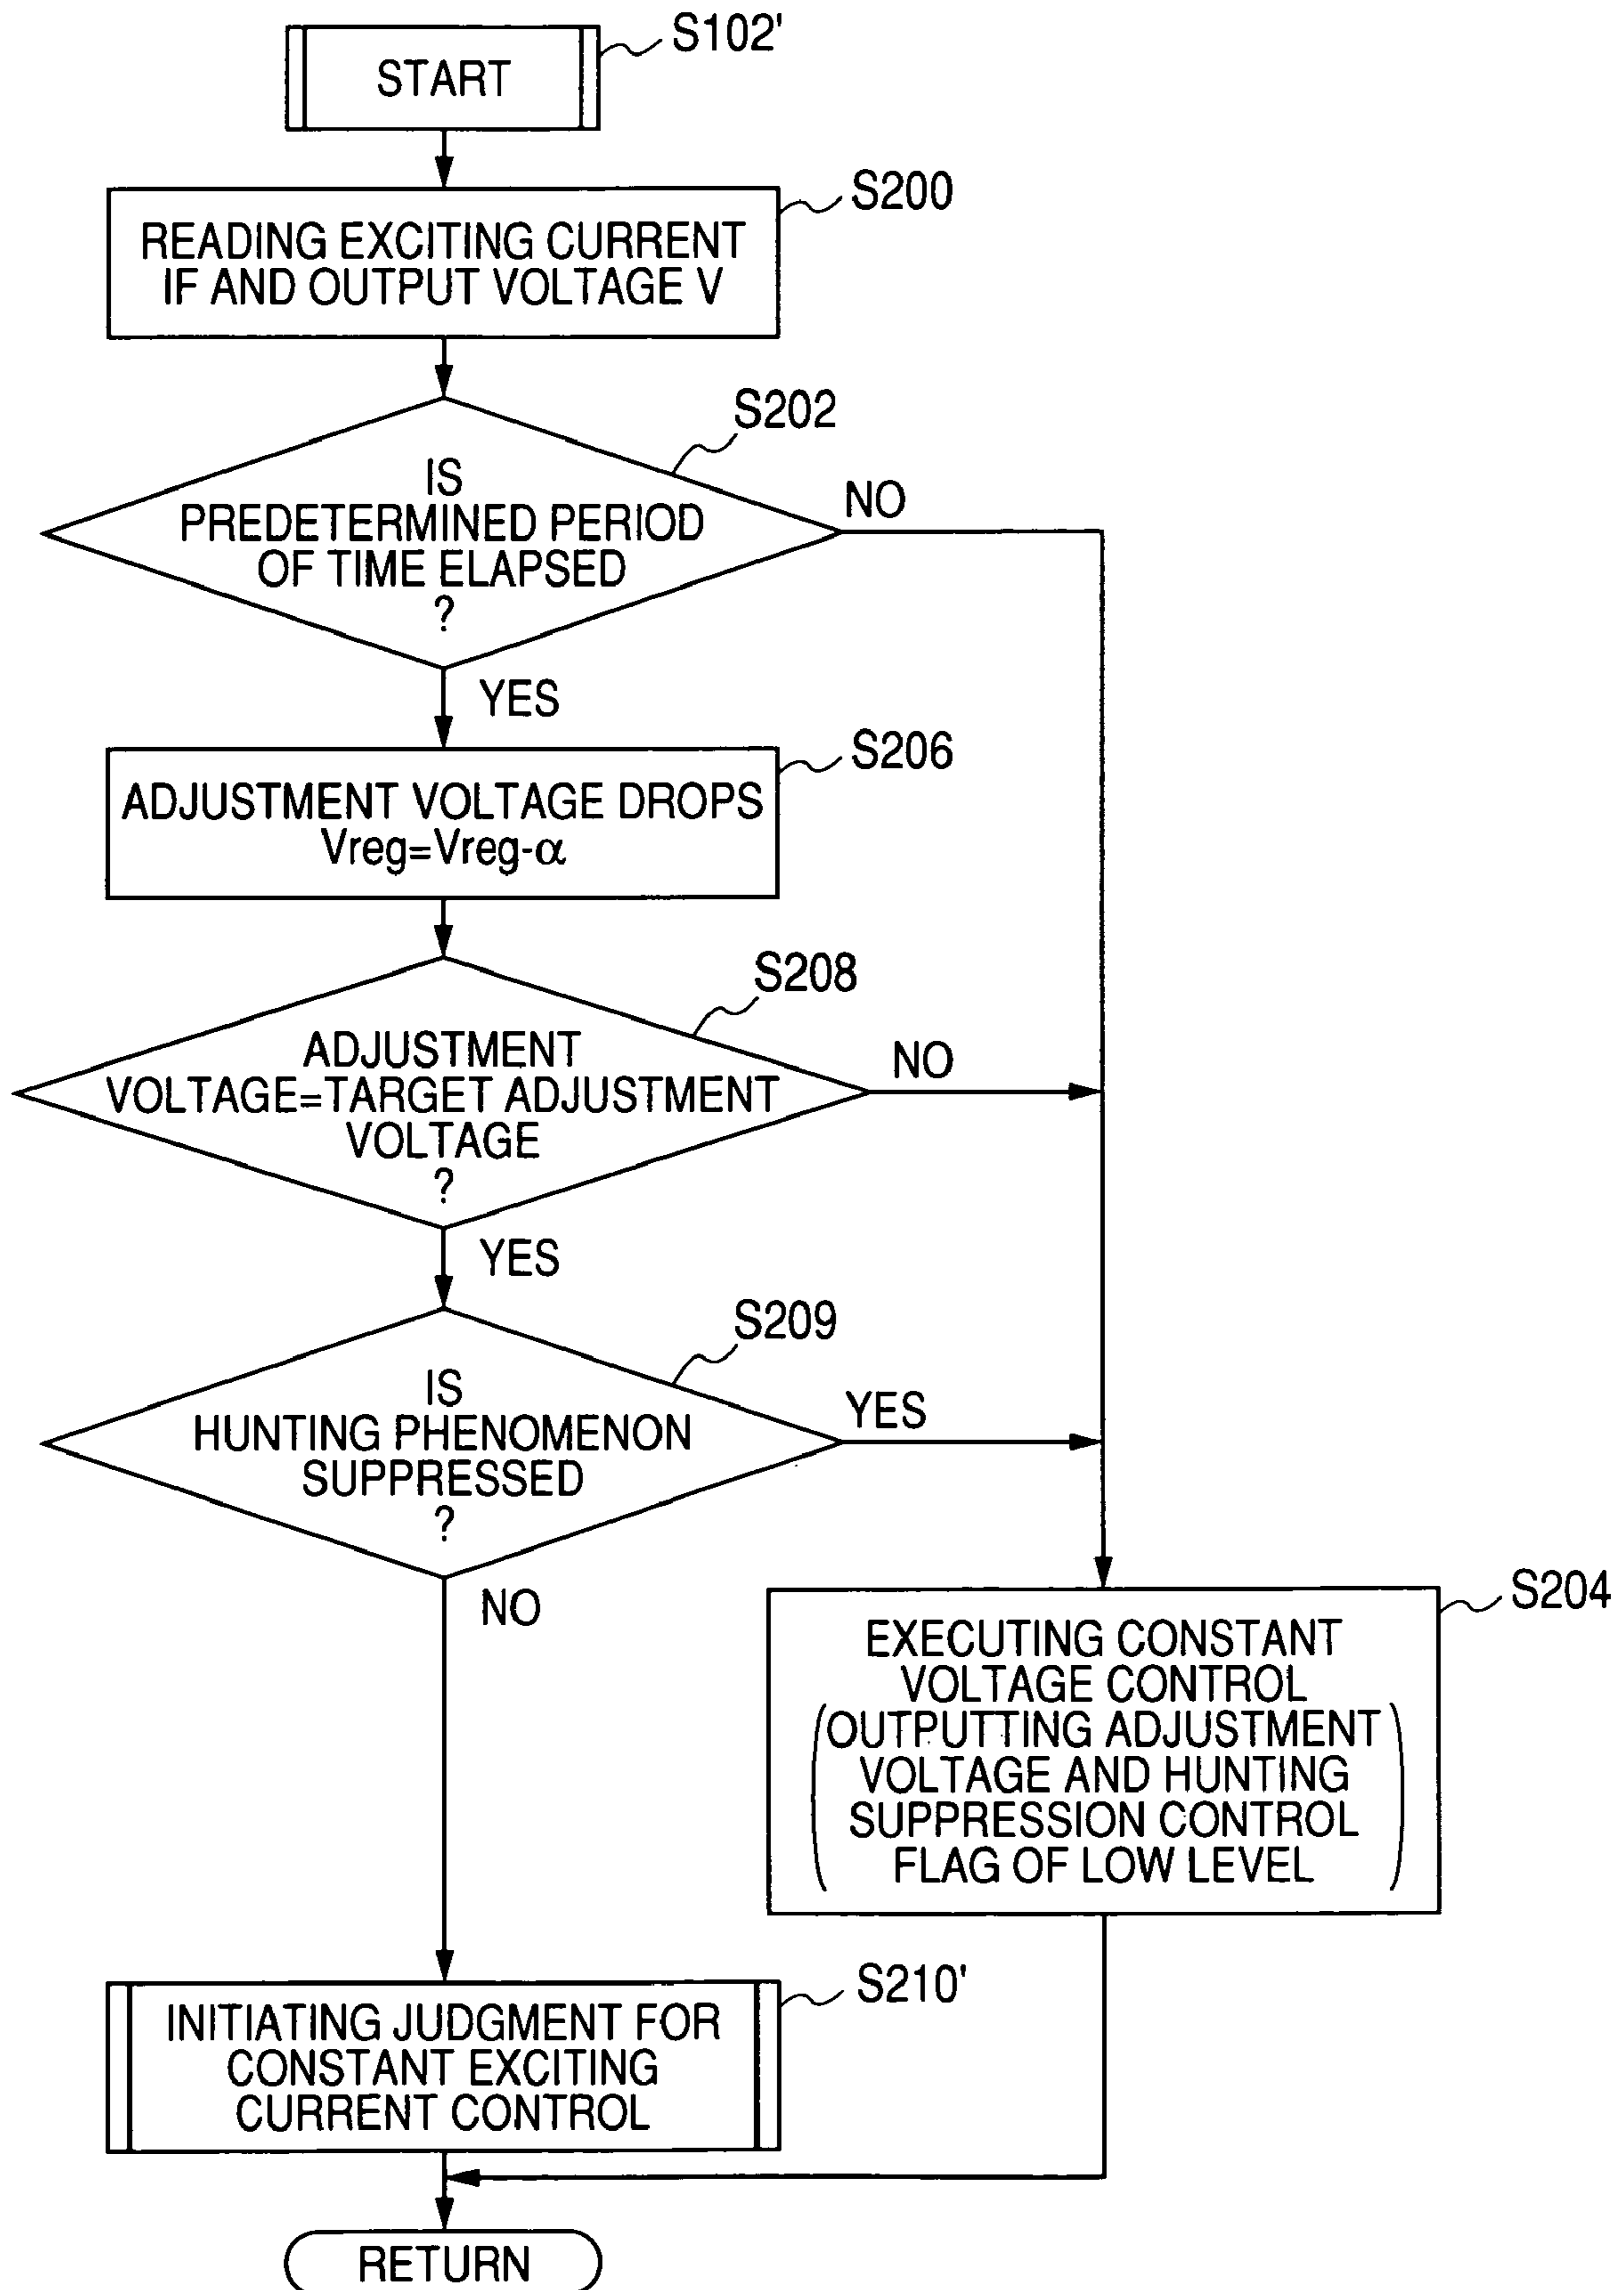 S102'
START
S200
READING EXCITING CURRENT
IF AND OUTPUT VOLTAGE V
S202
IS
PREDETERMINED PERIOD
OF TIME ELAPSED
?
NO
YES
S206
ADJUSTMENT VOLTAGE DROPS
Vreg=Vreg-α
S208
ADJUSTMENT
VOLTAGE=TARGET ADJUSTMENT
VOLTAGE
?
NO
YES
S209
IS
HUNTING PHENOMENON
SUPPRESSED
?
YES
NO
S204
EXECUTING CONSTANT
VOLTAGE CONTROL
(OUTPUTTING ADJUSTMENT
VOLTAGE AND HUNTING
SUPPRESSION CONTROL
FLAG OF LOW LEVEL)
S210'
INITIATING JUDGMENT FOR
CONSTANT EXCITING
CURRENT CONTROL
RETURN